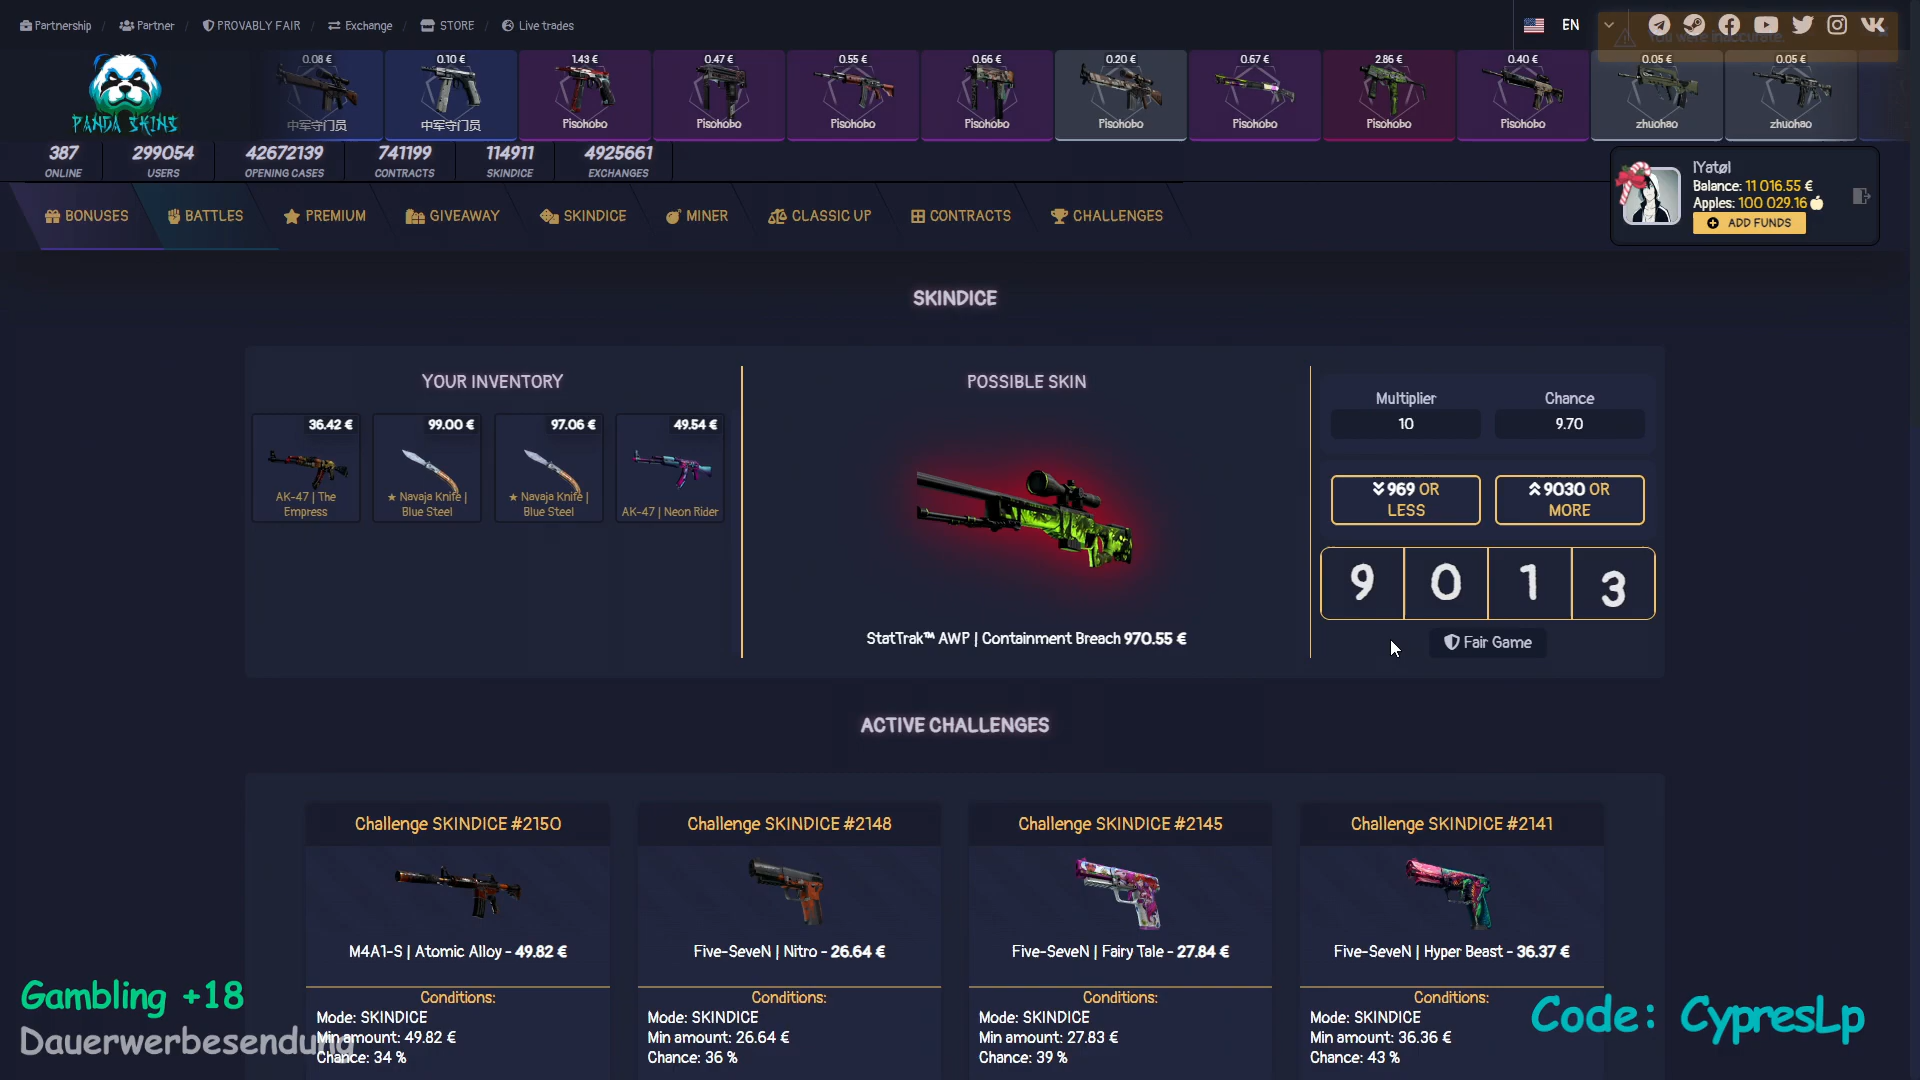 Partnership / Partner / PROVABLY FAIR / Exchange / STORE / Live trades
EN
You were inaccurate.
PANDA SKINS
0.08 €
中军守门员
0.10 €
中军守门员
1.43 €
Pisohobo
0.47 €
Pisohobo
0.55 €
Pisohobo
0.66 €
Pisohobo
0.20 €
Pisohobo
0.67 €
Pisohobo
2.86 €
Pisohobo
0.40 €
Pisohobo
0.05 €
zhuohao
0.05 €
zhuohao
387
ONLINE
299054
USERS
42672139
OPENING CASES
741199
CONTRACTS
114911
SKINDICE
4925661
EXCHANGES
IYatøI
Balance: 11 016.55 €
Apples: 100 029.16
ADD FUNDS
BONUSES
BATTLES
PREMIUM
GIVEAWAY
SKINDICE
MINER
CLASSIC UP
CONTRACTS
CHALLENGES
SKINDICE
YOUR INVENTORY
36.42 €
AK-47 | The
Empress
99.00 €
★ Navaja Knife |
Blue Steel
97.06 €
★ Navaja Knife |
Blue Steel
49.54 €
AK-47 | Neon Rider
POSSIBLE SKIN
StatTrak™ AWP | Containment Breach 970.55 €
Multiplier
10
Chance
9.70
969 OR
LESS
9030 OR
MORE
9 0 1 3
Fair Game
ACTIVE CHALLENGES
Challenge SKINDICE #2150
M4A1-S | Atomic Alloy - 49.82 €
Conditions:
Mode: SKINDICE
Min amount: 49.82 €
Chance: 34 %
Challenge SKINDICE #2148
Five-SeveN | Nitro - 26.64 €
Conditions:
Mode: SKINDICE
Min amount: 26.64 €
Chance: 36 %
Challenge SKINDICE #2145
Five-SeveN | Fairy Tale - 27.84 €
Conditions:
Mode: SKINDICE
Min amount: 27.83 €
Chance: 39 %
Challenge SKINDICE #2141
Five-SeveN | Hyper Beast - 36.37 €
Conditions:
Mode: SKINDICE
Min amount: 36.36 €
Chance: 43 %
Gambling +18
Dauerwerbesendung
Code: CypresLp